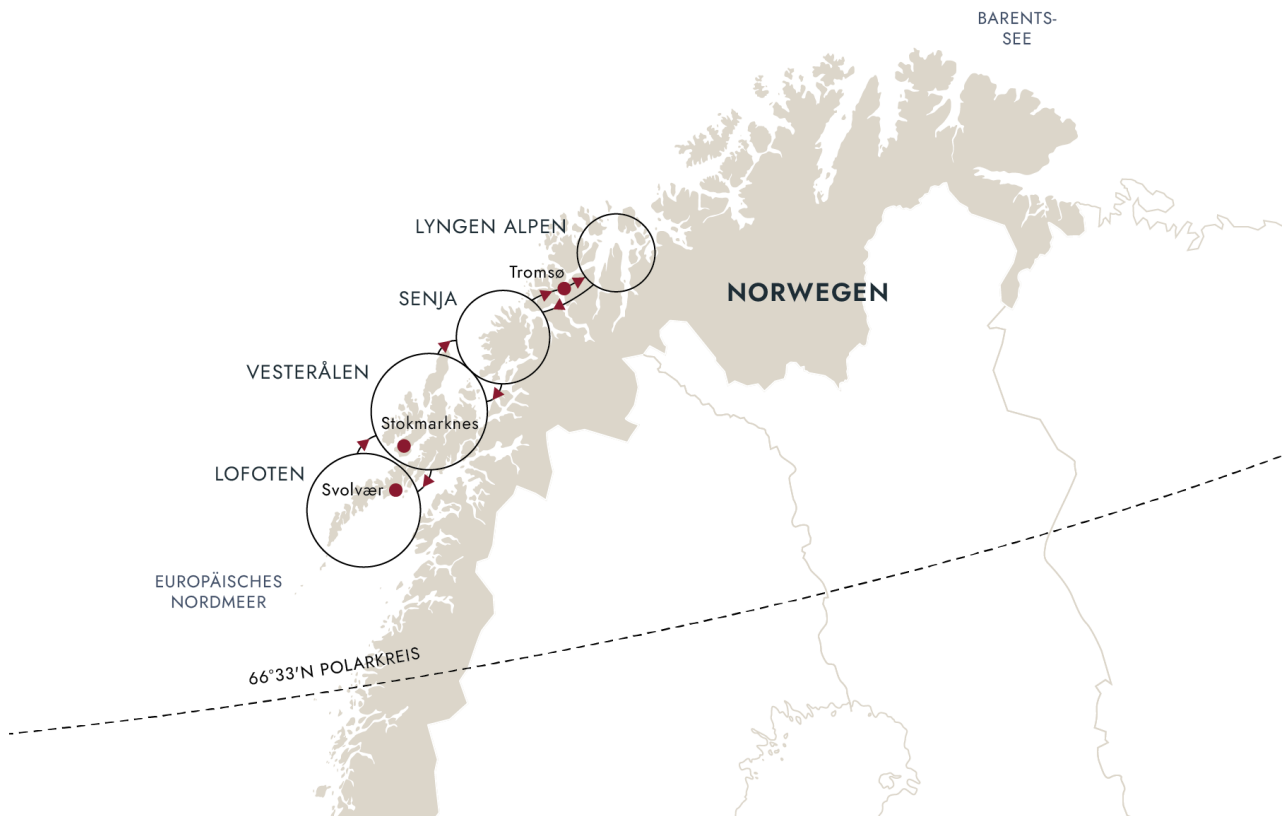 BARENTS-
SEE
LYNGEN ALPEN
Tromsø
NORWEGEN
SENJA
VESTERÅLEN
Stokmarknes
LOFOTEN
Svolvær
EUROPÄISCHES
NORDMEER
66°33'N POLARKREIS